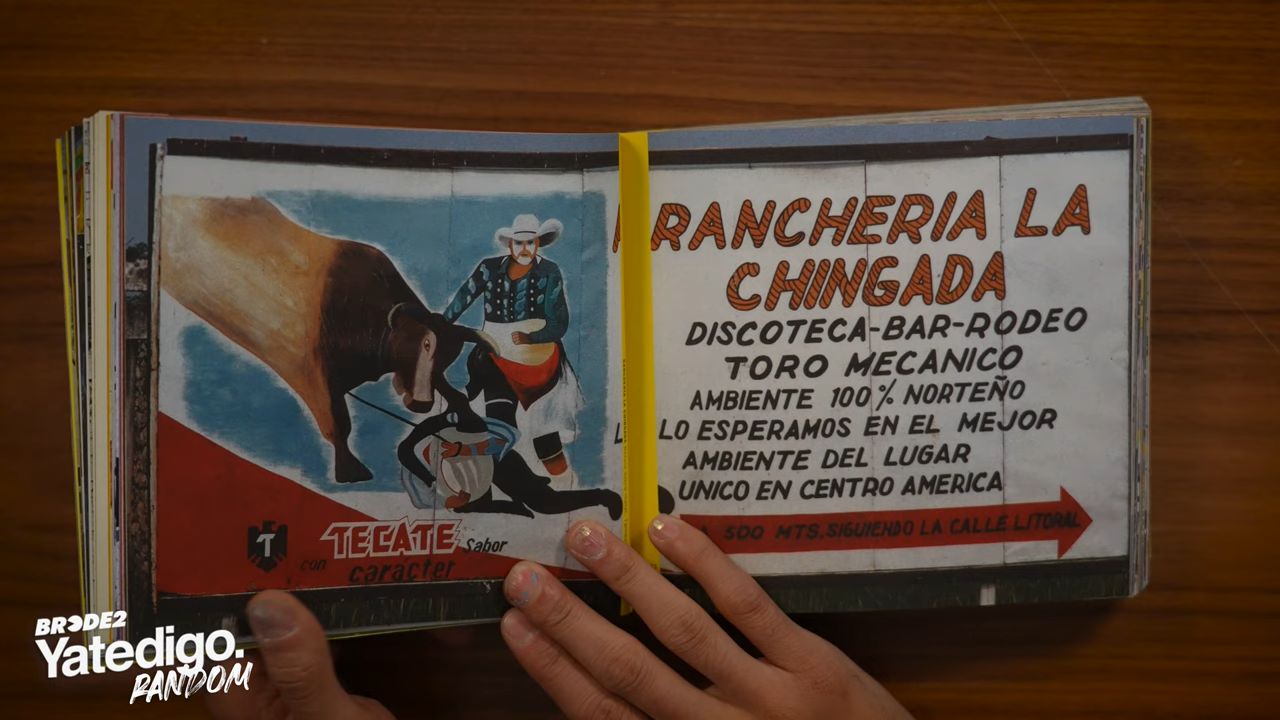 RANCHERIA LA
CHINGADA
DISCOTECA-BAR-RODEO
TORO MECANICO
AMBIENTE 100% NORTEÑO
LO ESPERAMOS EN EL MEJOR
AMBIENTE DEL LUGAR
UNICO EN CENTRO AMERICA
500 MTS. SIGUIENDO LA CALLE LITORAL
T
TECATE
con Sabor
caracter
BRODE2
Yatedigo.
RANDOM